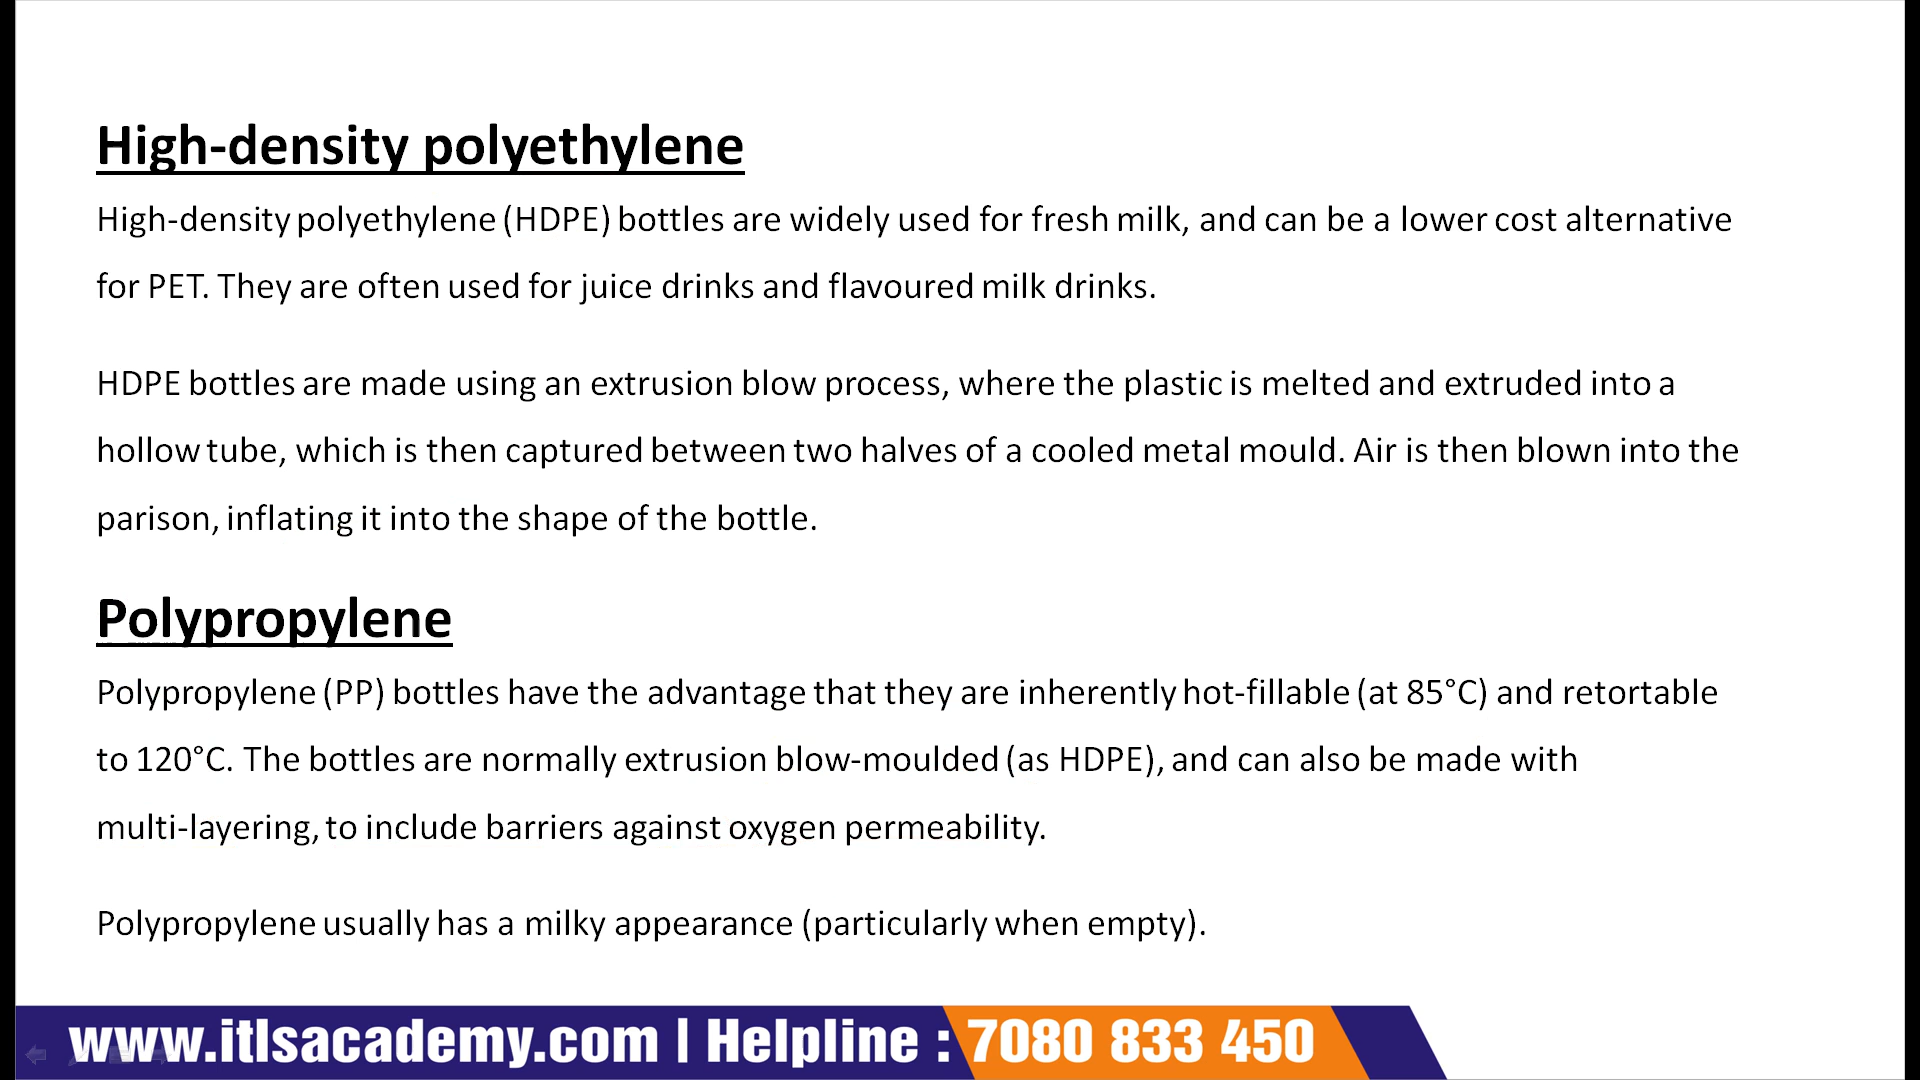 High-density polyethylene
High-density polyethylene (HDPE) bottles are widely used for fresh milk, and can be a lower cost alternative
for PET. They are often used for juice drinks and flavoured milk drinks.
HDPE bottles are made using an extrusion blow process, where the plastic is melted and extruded into a
hollow tube, which is then captured between two halves of a cooled metal mould. Air is then blown into the
parison, inflating it into the shape of the bottle.
Polypropylene
Polypropylene (PP) bottles have the advantage that they are inherently hot-fillable (at 85°C) and retortable
to 120°C. The bottles are normally extrusion blow-moulded (as HDPE), and can also be made with
multi-layering, to include barriers against oxygen permeability.
Polypropylene usually has a milky appearance (particularly when empty).
www.itlsacademy.com | Helpline : 7080 833 450